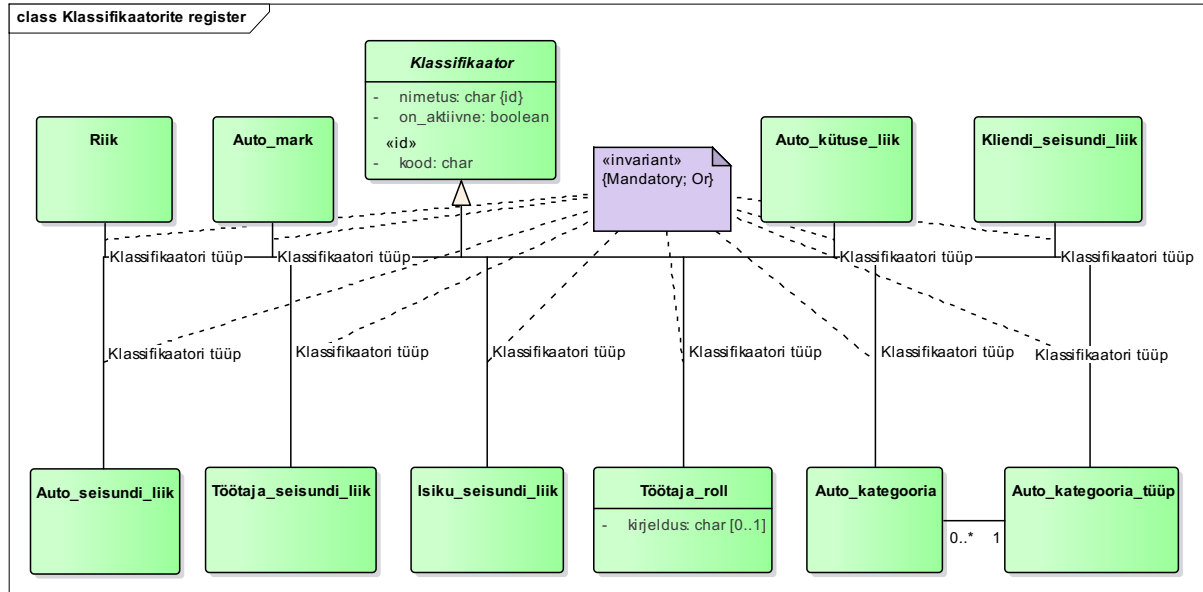 class Klassifikaatorite register
Klassifikaator
- nimetus: char {id}
- on_aktiivne: boolean
«id»
- kood: char
Riik
Auto_mark
«invariant»
{Mandatory; Or}
Auto_kütuse_liik
Kliendi_seisundi_liik
Klassifikaatori tüüp
Klassifikaatori tüüp
Klassifikaatori tüüp
Klassifikaatori tüüp
Klassifikaatori tüüp
Klassifikaatori tüüp
Klassifikaatori tüüp
Klassifikaatori tüüp
Klassifikaatori tüüp
Klassifikaatori tüüp
Auto_seisundi_liik
Töötaja_seisundi_liik
Isiku_seisundi_liik
Töötaja_roll
- kirjeldus: char [0..1]
Auto_kategooria
Auto_kategooria_tüüp
0..* 1